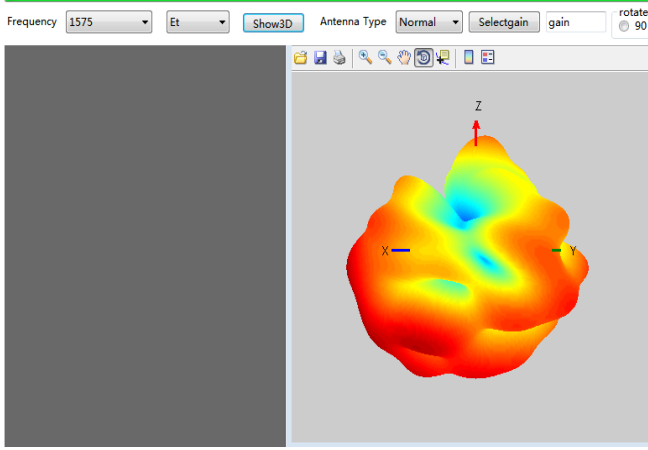 rotate
Frequency 1575 Et Show3D Antenna Type Normal Selectgain gain 90
Z
X Y